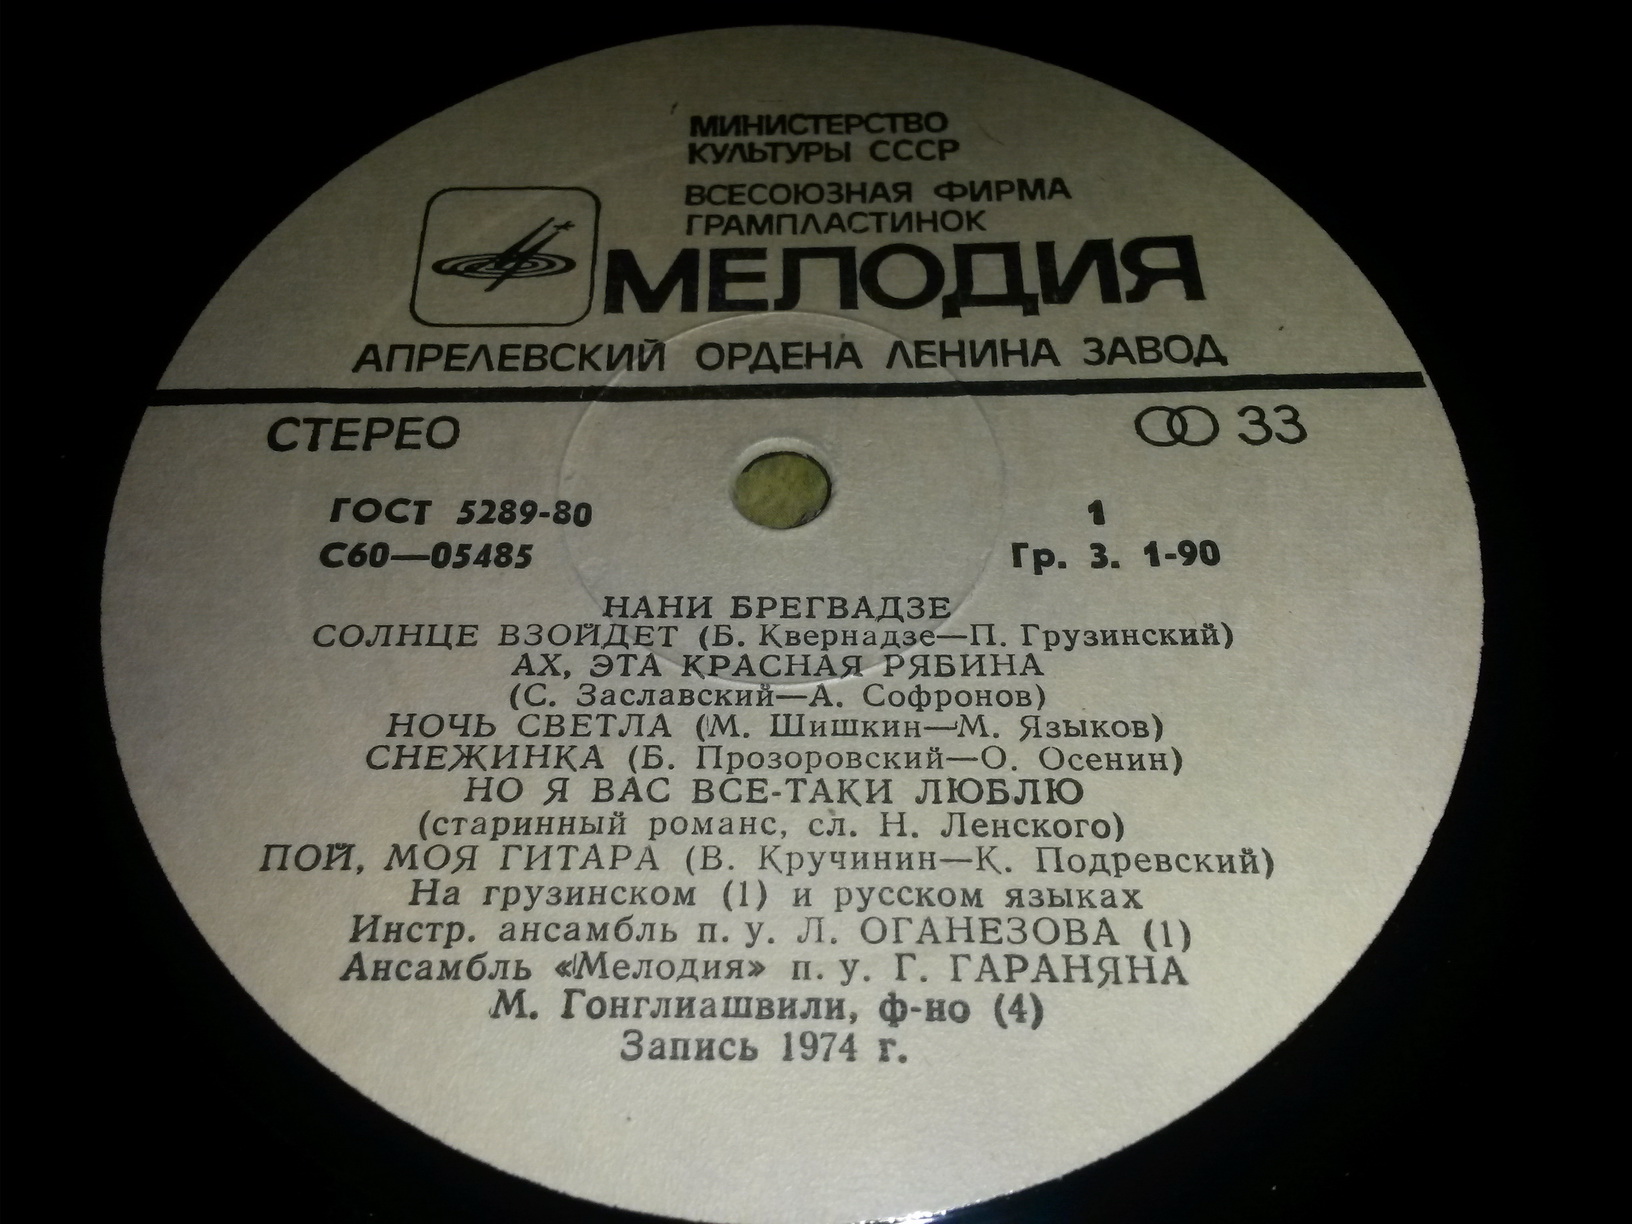 МИНИСТЕРСТВО
КУЛЬТУРЫ СССР
ВСЕСОЮЗНАЯ ФИРМА
ГРАМПЛАСТИНОК
МЕЛОДИЯ
АПРЕЛЕВСКИЙ ОРДЕНА ЛЕНИНА ЗАВОД
СТЕРЕО 33
ГОСТ 5289-80 1
С60—05485 Гр. 3. 1-90
НАНИ БРЕГВАДЗЕ
СОЛНЦЕ ВЗОЙДЕТ (Б. Квернадзе—П. Грузинский)
АХ, ЭТА КРАСНАЯ РЯБИНА
(С. Заславский—А. Софронов)
НОЧЬ СВЕТЛА (М. Шишкин—М. Языков)
СНЕЖИНКА (Б. Прозоровский—О. Осенин)
НО Я ВАС ВСЕ-ТАКИ ЛЮБЛЮ
(старинный романс, сл. Н. Ленского)
ПОЙ, МОЯ ГИТАРА (В. Кручинин—К. Подревский)
На грузинском (1) и русском языках
Инстр. ансамбль п. у. Л. ОГАНЕЗОВА (1)
Ансамбль «Мелодия» п. у. Г. ГАРАНЯНА
М. Гонглиашвили, ф-но (4)
Запись 1974 г.